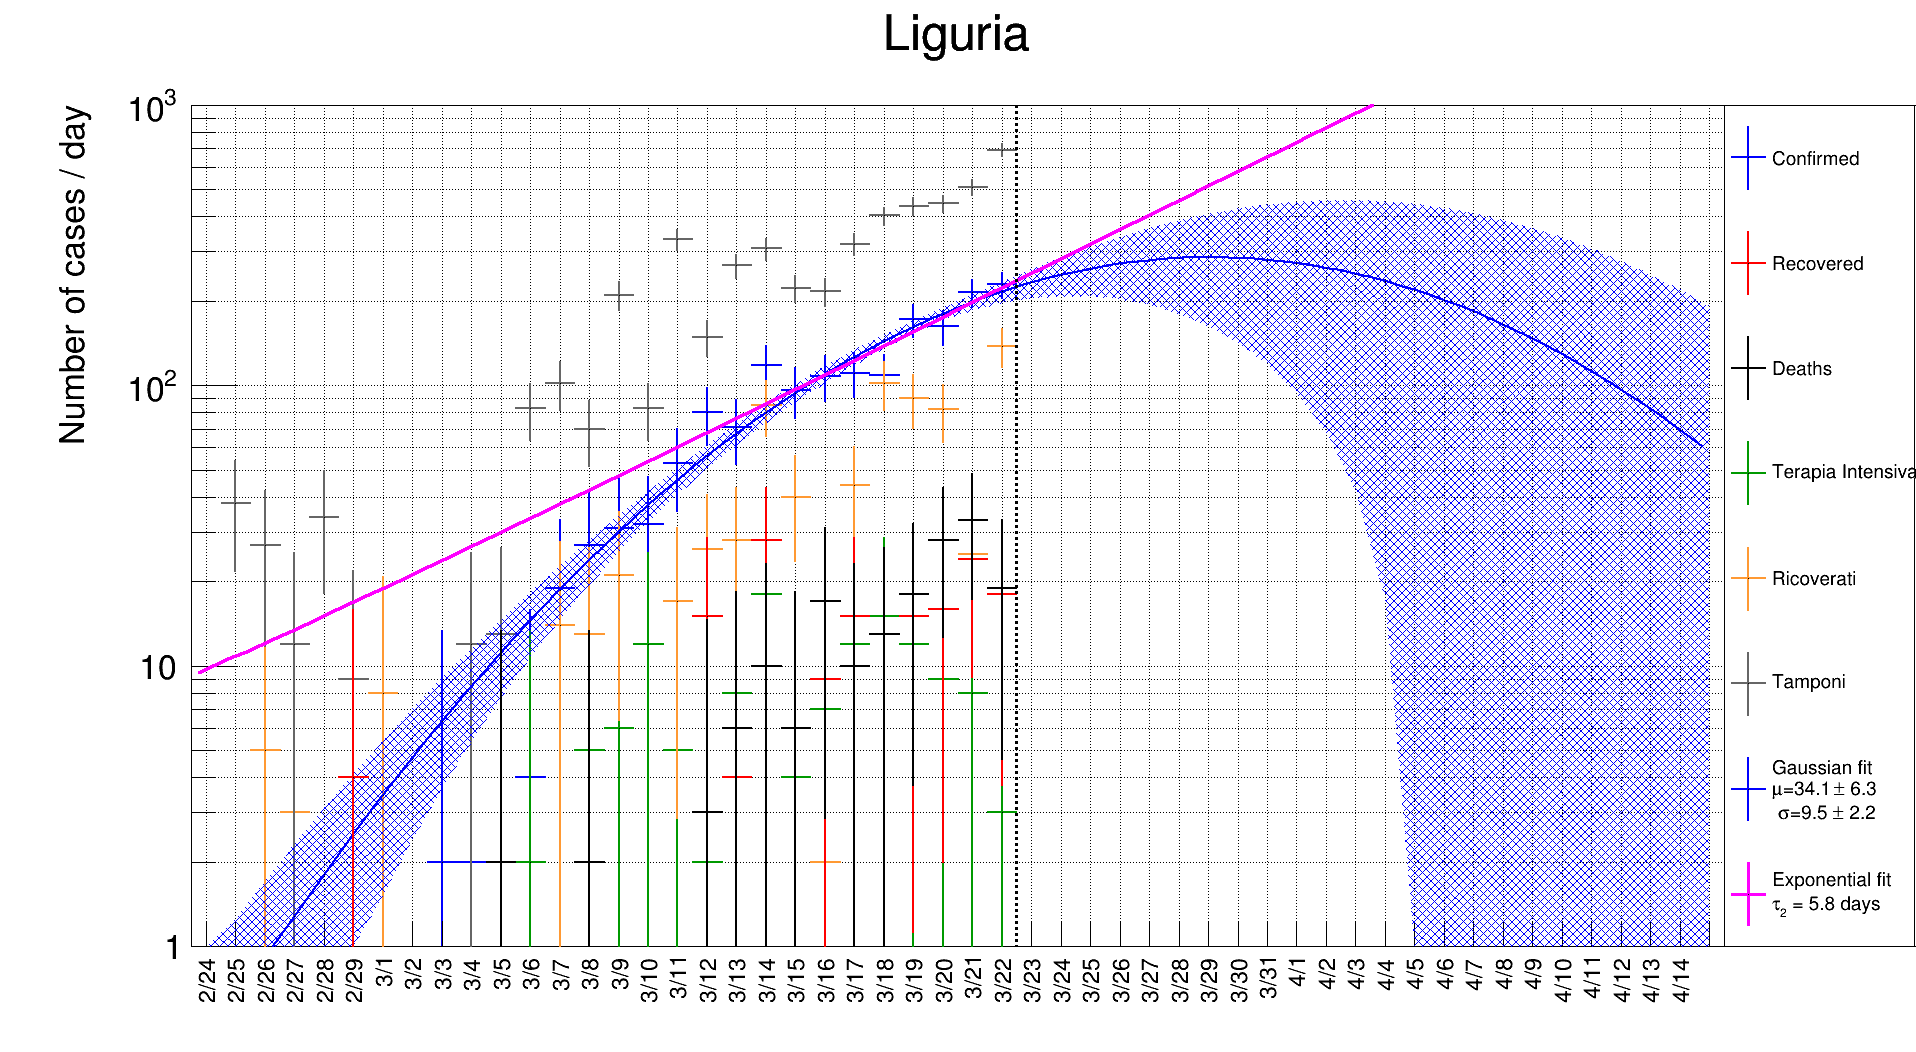 Liguria
Number of cases / day
10³
10²
10
1
2/24 2/25 2/26 2/27 2/28 2/29 3/1 3/2 3/3 3/4 3/5 3/6 3/7 3/8 3/9 3/10 3/11 3/12 3/13 3/14 3/15 3/16 3/17 3/18 3/19 3/20 3/21 3/22 3/23 3/24 3/25 3/26 3/27 3/28 3/29 3/30 3/31 4/1 4/2 4/3 4/4 4/5 4/6 4/7 4/8 4/9 4/10 4/11 4/12 4/13 4/14
Confirmed
Recovered
Deaths
Terapia Intensiva
Ricoverati
Tamponi
Gaussian fit
μ=34.1 ± 6.3
σ=9.5 ± 2.2
Exponential fit
τ₂ = 5.8 days